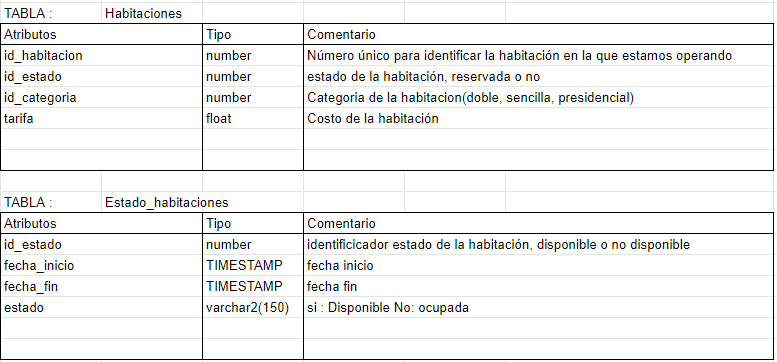 TABLA : Habitaciones
Atributos Tipo Comentario
id_habitacion number Número único para identificar la habitación en la que estamos operando
id_estado number estado de la habitación, reservada o no
id_categoria number Categoria de la habitacion(doble, sencilla, presidencial)
tarifa float Costo de la habitación
TABLA : Estado_habitaciones
Atributos Tipo Comentario
id_estado number identificicador estado de la habitación, disponible o no disponible
fecha_inicio TIMESTAMP fecha inicio
fecha_fin TIMESTAMP fecha fin
estado varchar2(150) si : Disponible No: ocupada